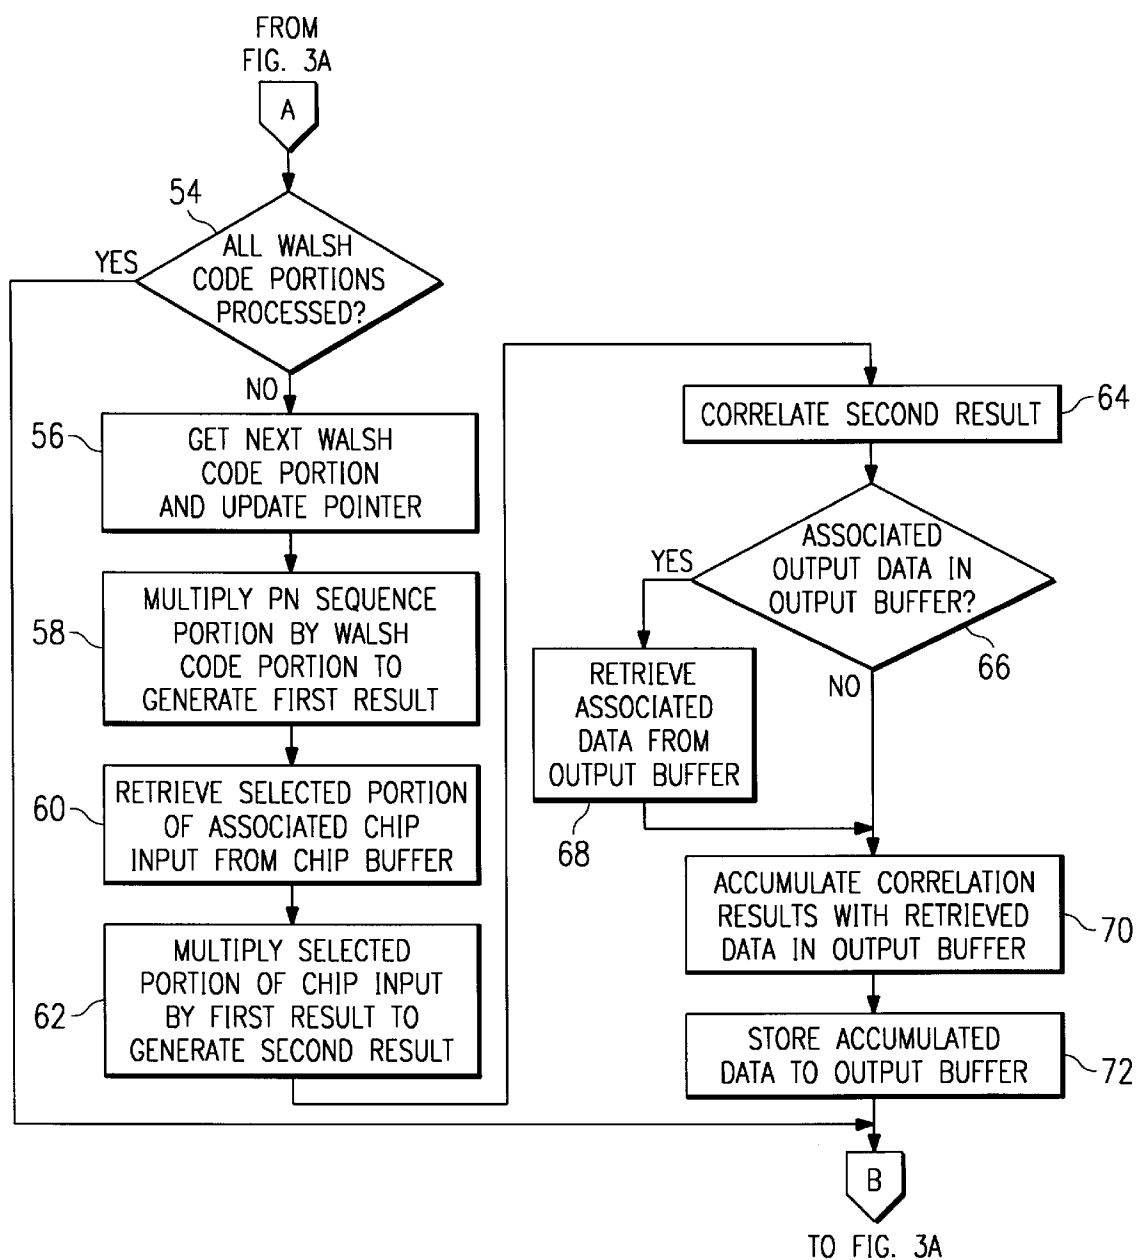 FROM
FIG. 3A
A
54
ALL WALSH
CODE PORTIONS
PROCESSED?
YES
NO
56
GET NEXT WALSH
CODE PORTION
AND UPDATE POINTER
58
MULTIPLY PN SEQUENCE
PORTION BY WALSH
CODE PORTION TO
GENERATE FIRST RESULT
60
RETRIEVE SELECTED PORTION
OF ASSOCIATED CHIP
INPUT FROM CHIP BUFFER
62
MULTIPLY SELECTED
PORTION OF CHIP INPUT
BY FIRST RESULT TO
GENERATE SECOND RESULT
CORRELATE SECOND RESULT
64
ASSOCIATED
OUTPUT DATA IN
OUTPUT BUFFER?
66
YES
NO
RETRIEVE
ASSOCIATED
DATA FROM
OUTPUT BUFFER
68
ACCUMULATE CORRELATION
RESULTS WITH RETRIEVED
DATA IN OUTPUT BUFFER
70
STORE ACCUMULATED
DATA TO OUTPUT BUFFER
72
B
TO FIG. 3A